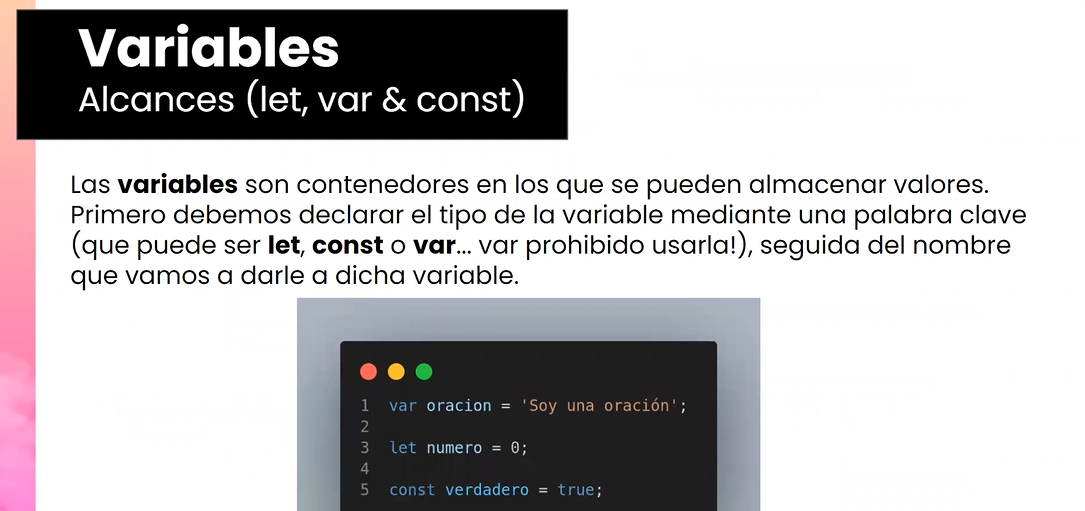 Variables
Alcances (let, var & const)
Las variables son contenedores en los que se pueden almacenar valores.
Primero debemos declarar el tipo de la variable mediante una palabra clave
(que puede ser let, const o var... var prohibido usarla!), seguida del nombre
que vamos a darle a dicha variable.
1 var oracion = 'Soy una oración';
2
3 let numero = 0;
4
5 const verdadero = true;